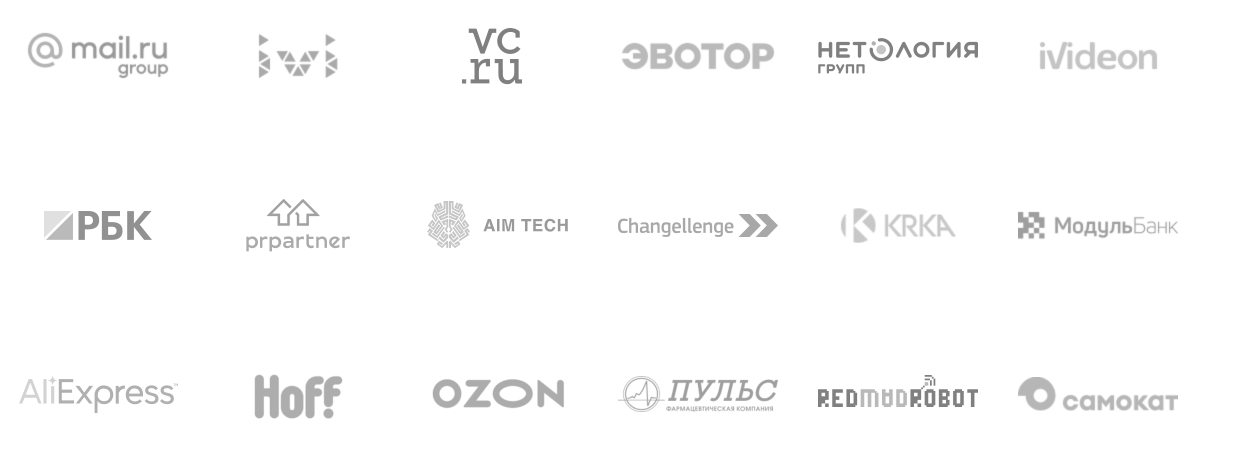 @ mail.ru
group
ivi
vc
.ru
ЭВОТОР
НЕТОЛОГИЯ
ГРУПП
iVideon
РБК
prpartner
AIM TECH
Changellenge
KRKA
МодульБанк
AliExpress
Hoff
OZON
ПУЛЬС
ФАРМАЦЕВТИЧЕСКАЯ КОМПАНИЯ
REDMADROBOT
самокат